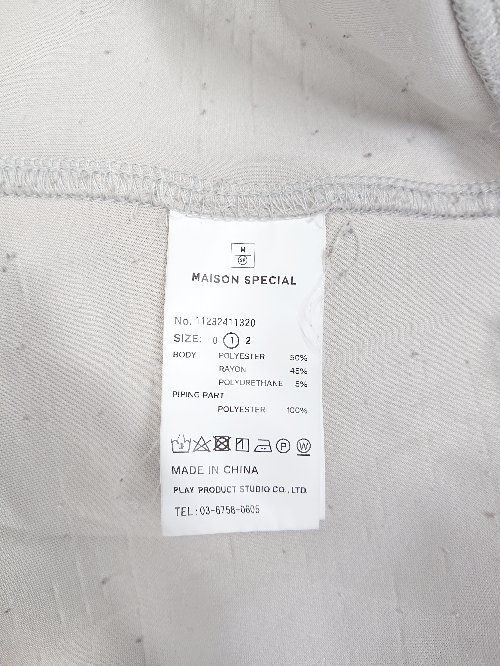 M
SP
MAISON SPECIAL
No. 11232411320
SIZE: 0 1 2
BODY POLYESTER 50%
RAYON 45%
POLYURETHANE 5%
PIPING PART
POLYESTER 100%
P W
MADE IN CHINA
PLAY PRODUCT STUDIO CO., LTD.
TEL: 03-6758-0605